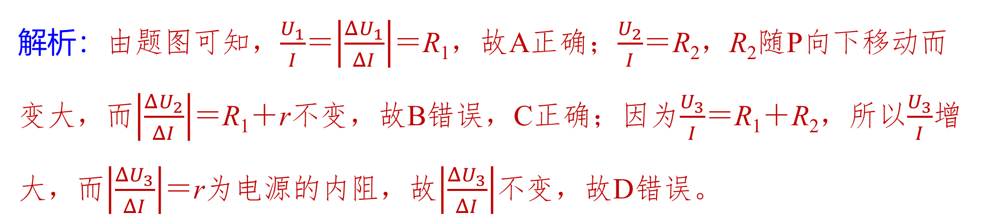 解析：由题图可知，$\frac{U_1}{I}=\left|\frac{\Delta U_1}{\Delta I}\right|=R_1$，故A正确；$\frac{U_2}{I}=R_2$，$R_2$随P向下移动而
变大，而$\left|\frac{\Delta U_2}{\Delta I}\right|=R_1+r$不变，故B错误，C正确；因为$\frac{U_3}{I}=R_1+R_2$，所以$\frac{U_3}{I}$增
大，而$\left|\frac{\Delta U_3}{\Delta I}\right|=r$为电源的内阻，故$\left|\frac{\Delta U_3}{\Delta I}\right|$不变，故D错误。